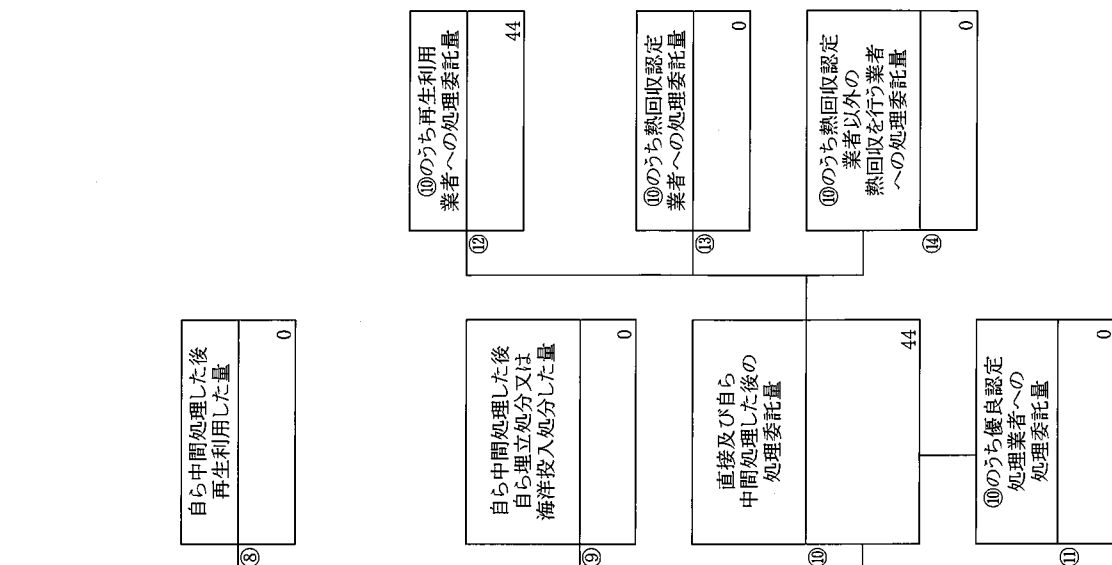 ⑧
自ら中間処理した後
再生利用した量
0
⑨
自ら中間処理した後
自ら埋立処分又は
海洋投入処分した量
0
⑩
直接及び自ら
中間処理した後の
処理委託量
44
⑪
⑩のうち優良認定
処理業者への
処理委託量
0
⑫
⑩のうち再生利用
業者への処理委託量
44
⑬
⑩のうち熱回収認定
業者への処理委託量
0
⑭
⑩のうち熱回収認定
業者以外の
熱回収を行う業者
への処理委託量
0